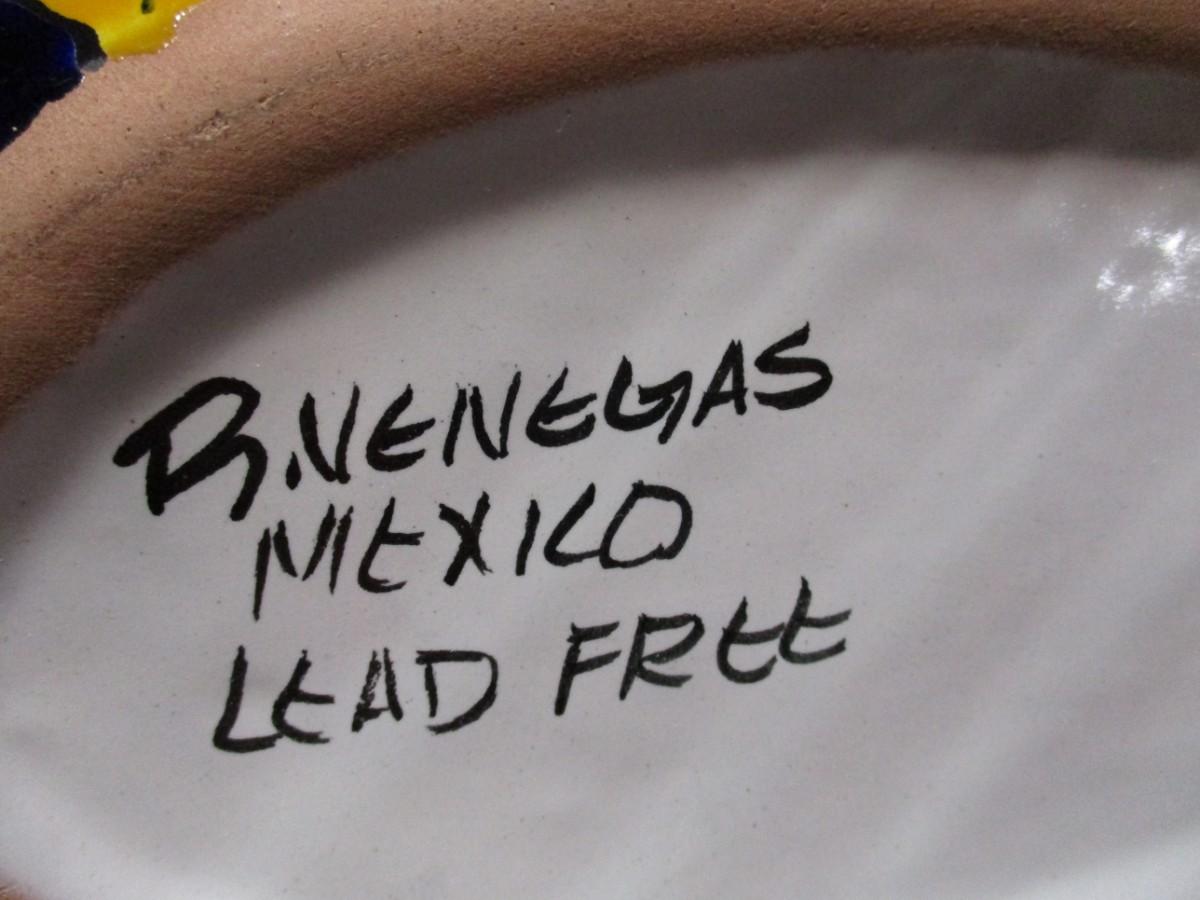 R. VENEGAS
MEXICO
LEAD FREE